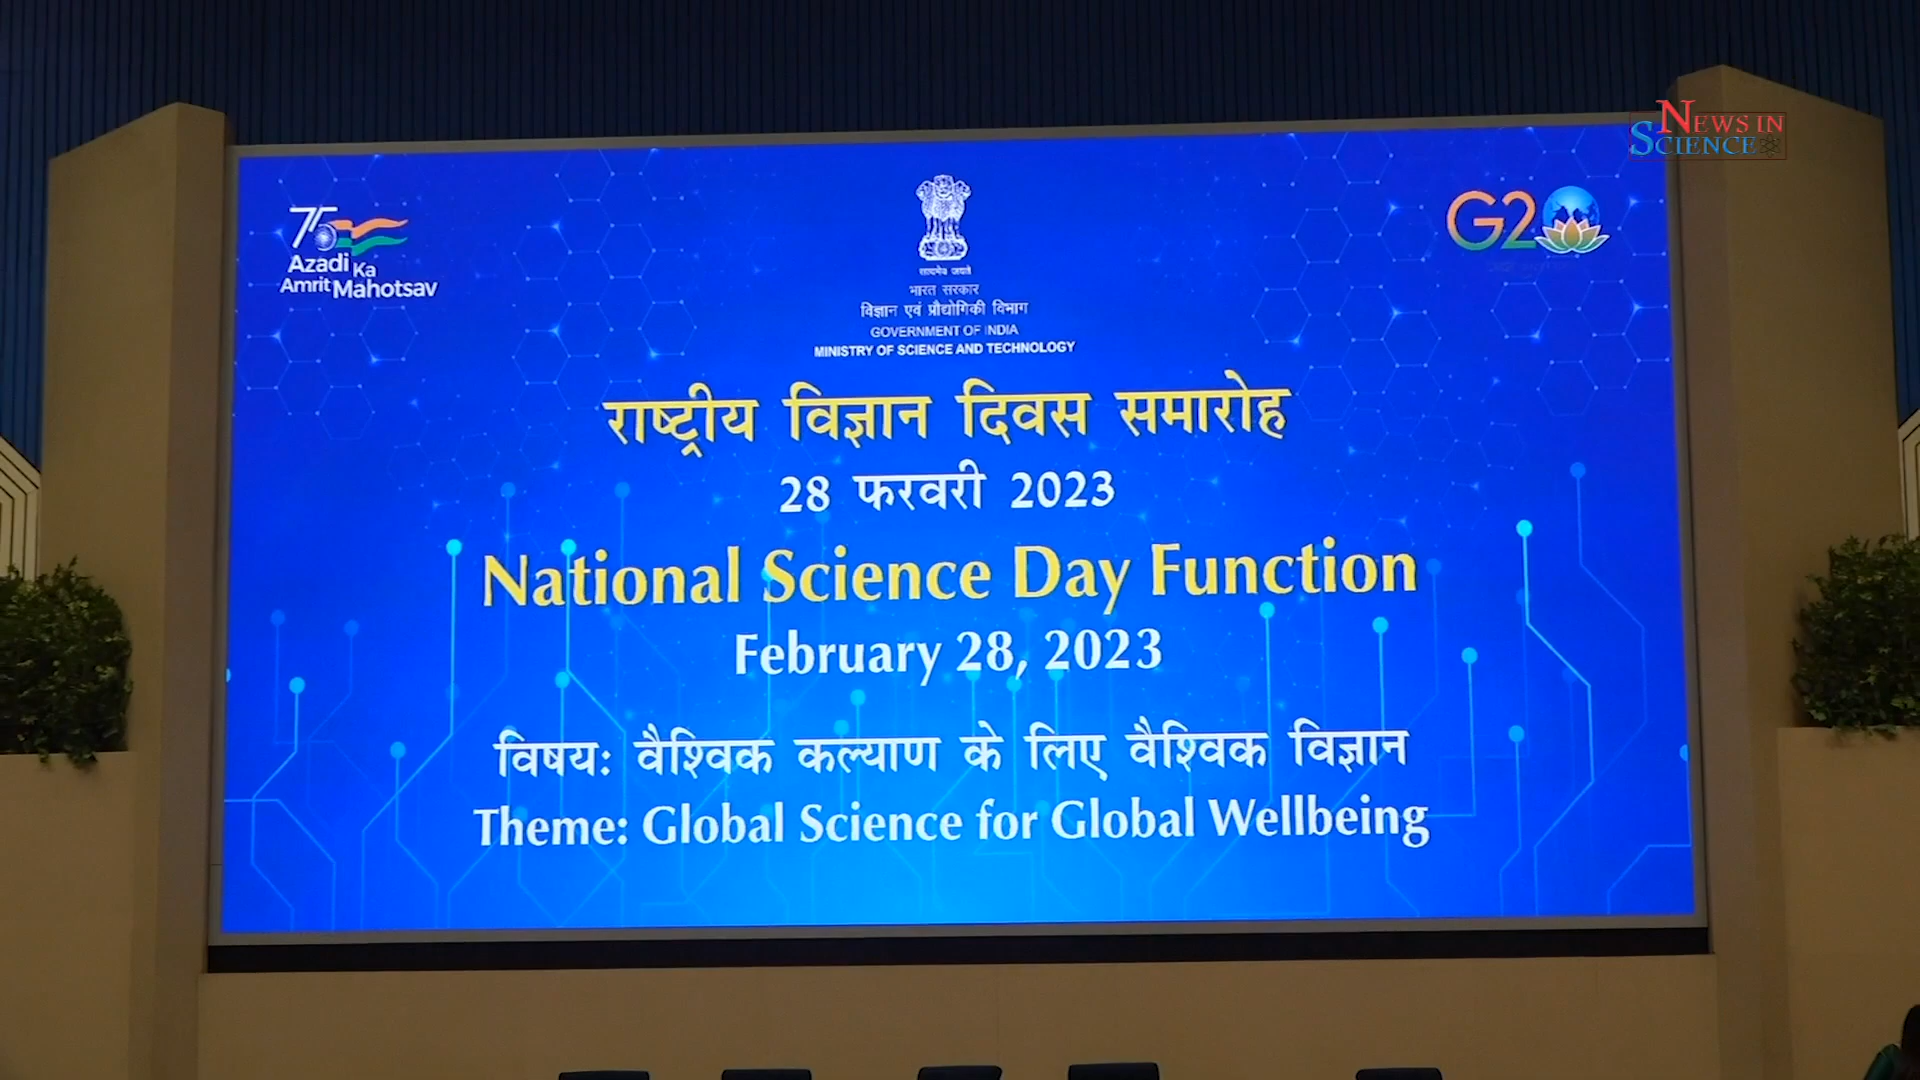 NEWS IN
SCIENCE
75
Azadi Ka
Amrit Mahotsav
G20
सत्यमेव जयते
भारत सरकार
विज्ञान एवं प्रौद्योगिकी विभाग
GOVERNMENT OF INDIA
MINISTRY OF SCIENCE AND TECHNOLOGY
राष्ट्रीय विज्ञान दिवस समारोह
28 फरवरी 2023
National Science Day Function
February 28, 2023
विषय: वैश्विक कल्याण के लिए वैश्विक विज्ञान
Theme: Global Science for Global Wellbeing